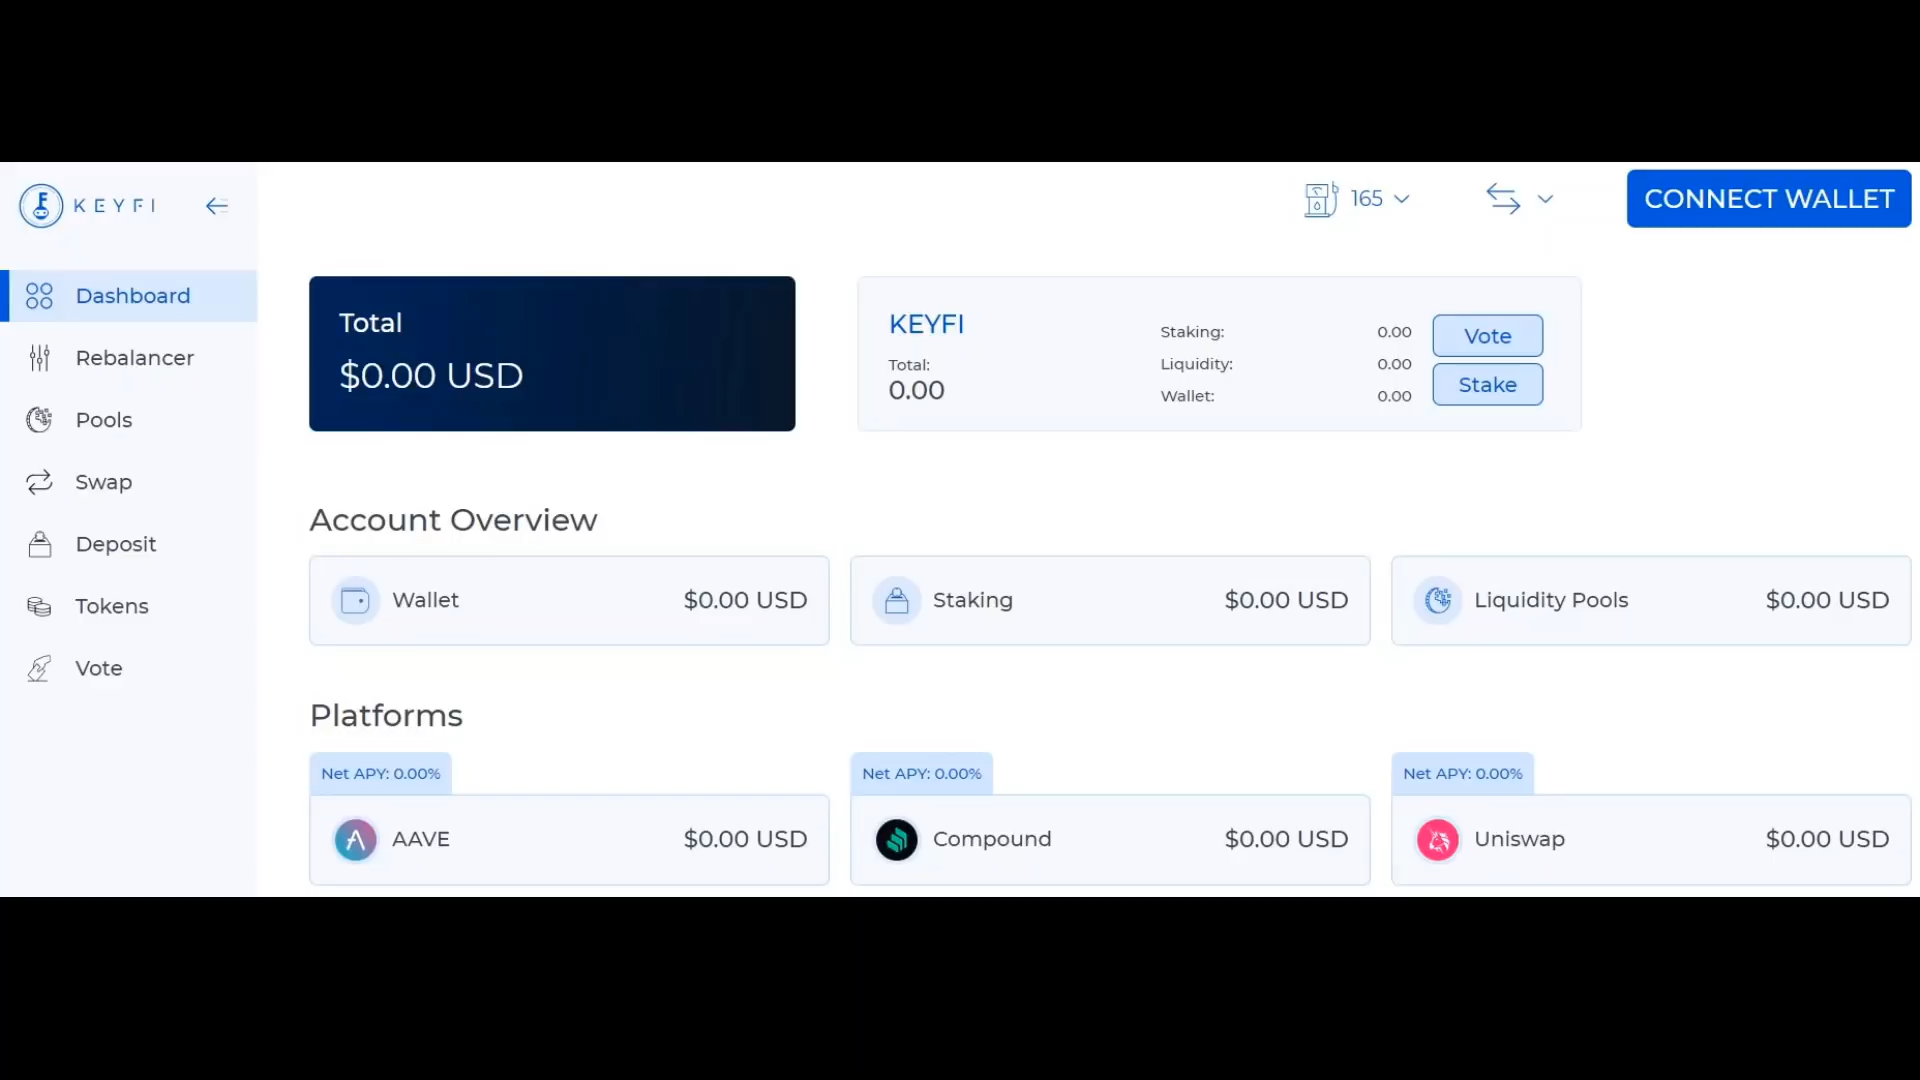 KEYFI
165
CONNECT WALLET
Dashboard
Rebalancer
Pools
Swap
Deposit
Tokens
Vote
Total
$0.00 USD
KEYFI
Total:
0.00
Staking: 0.00
Liquidity: 0.00
Wallet: 0.00
Vote
Stake
Account Overview
Wallet $0.00 USD
Staking $0.00 USD
Liquidity Pools $0.00 USD
Platforms
Net APY: 0.00%
AAVE $0.00 USD
Net APY: 0.00%
Compound $0.00 USD
Net APY: 0.00%
Uniswap $0.00 USD